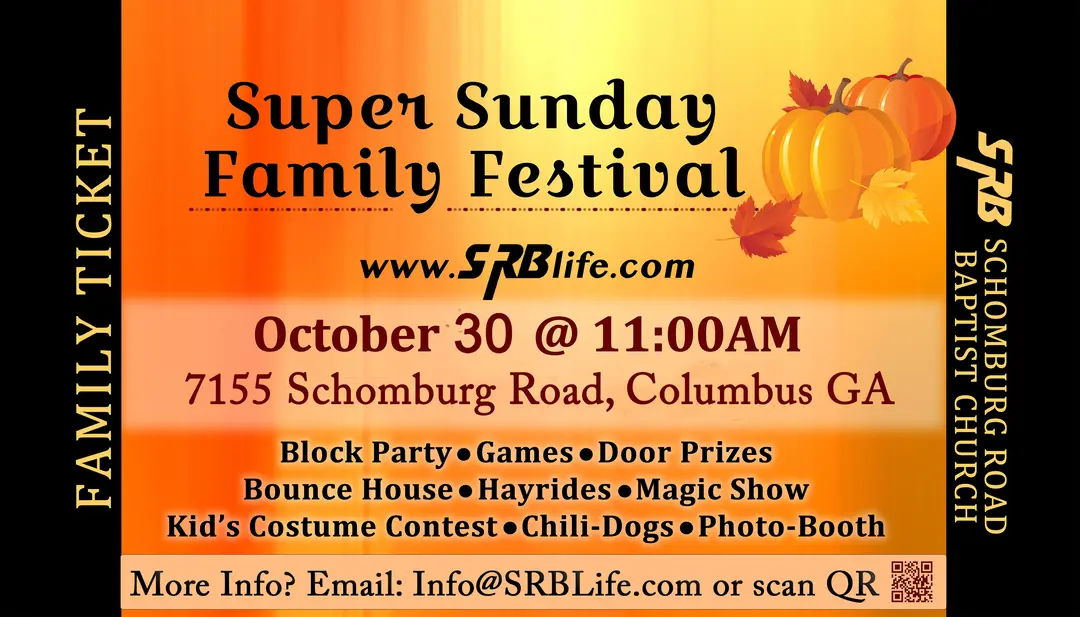 FAMILY TICKET
Super Sunday
Family Festival
www.SRBlife.com
October 30 @ 11:00AM
7155 Schomburg Road, Columbus GA
Block Party • Games • Door Prizes
Bounce House • Hayrides • Magic Show
Kid's Costume Contest • Chili-Dogs • Photo-Booth
More Info? Email: Info@SRBLife.com or scan QR
SRB SCHOMBURG ROAD
BAPTIST CHURCH